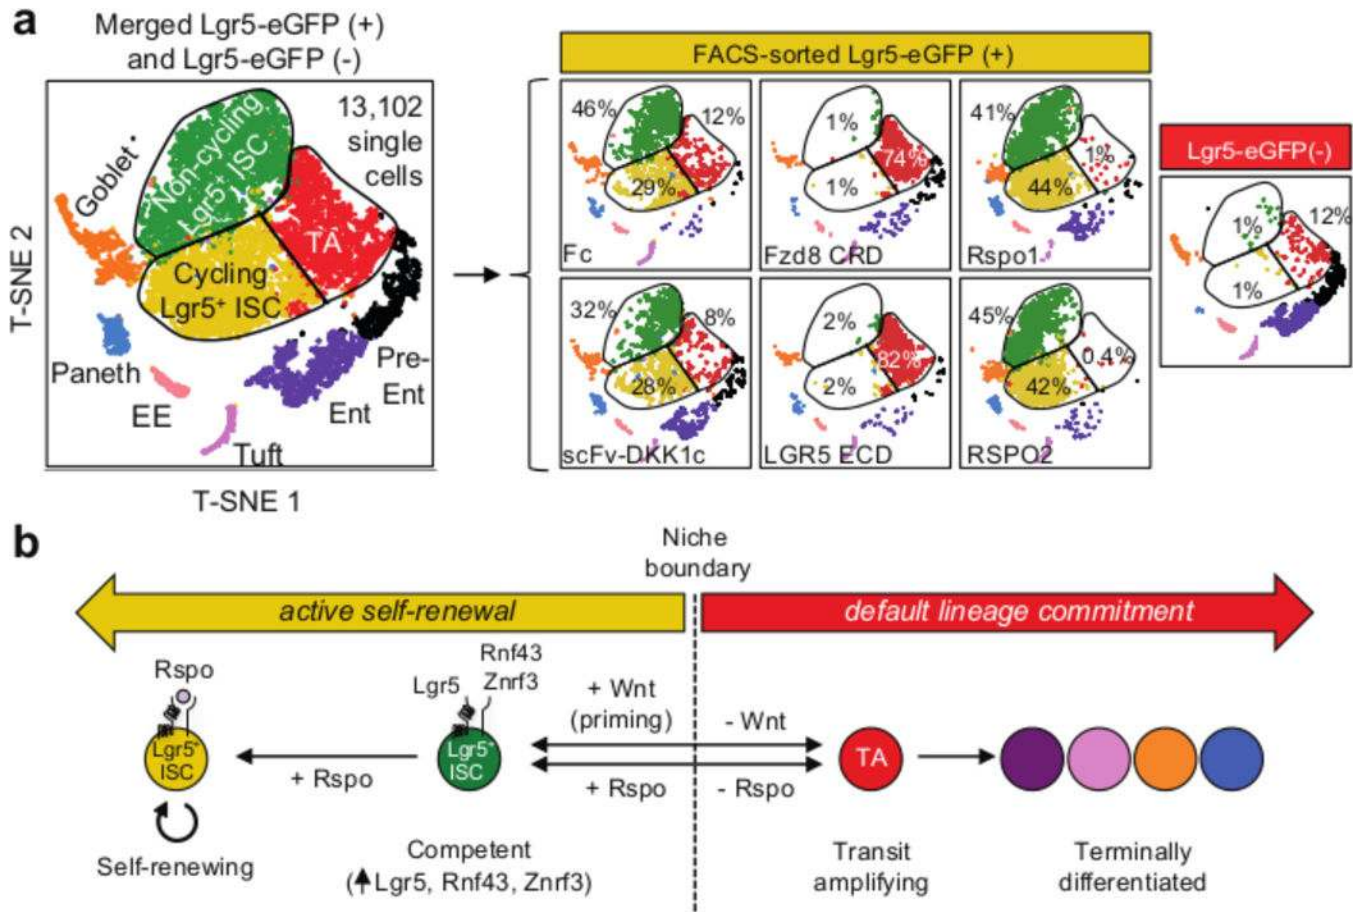 a
Merged Lgr5-eGFP (+)
and Lgr5-eGFP (-)
13,102
single
cells
Goblet
Non-cycling
Lgr5+ ISC
TA
Cycling
Lgr5+ ISC
Paneth
EE
Tuft
Ent
Pre-
Ent
T-SNE 2
T-SNE 1
FACS-sorted Lgr5-eGFP (+)
46%
12%
29%
Fc
1%
74%
1%
Fzd8 CRD
41%
1%
44%
Rspo1
32%
8%
28%
scFv-DKK1c
2%
82%
2%
LGR5 ECD
45%
0.4%
42%
RSPO2
Lgr5-eGFP(-)
1%
12%
1%
b
Niche
boundary
active self-renewal
default lineage commitment
Rspo
Lgr5
Rnf43
Znrf3
+ Wnt
(priming)
- Wnt
Lgr5+
ISC
+ Rspo
Lgr5+
ISC
+ Rspo
- Rspo
TA
Self-renewing
Competent
(↑Lgr5, Rnf43, Znrf3)
Transit
amplifying
Terminally
differentiated